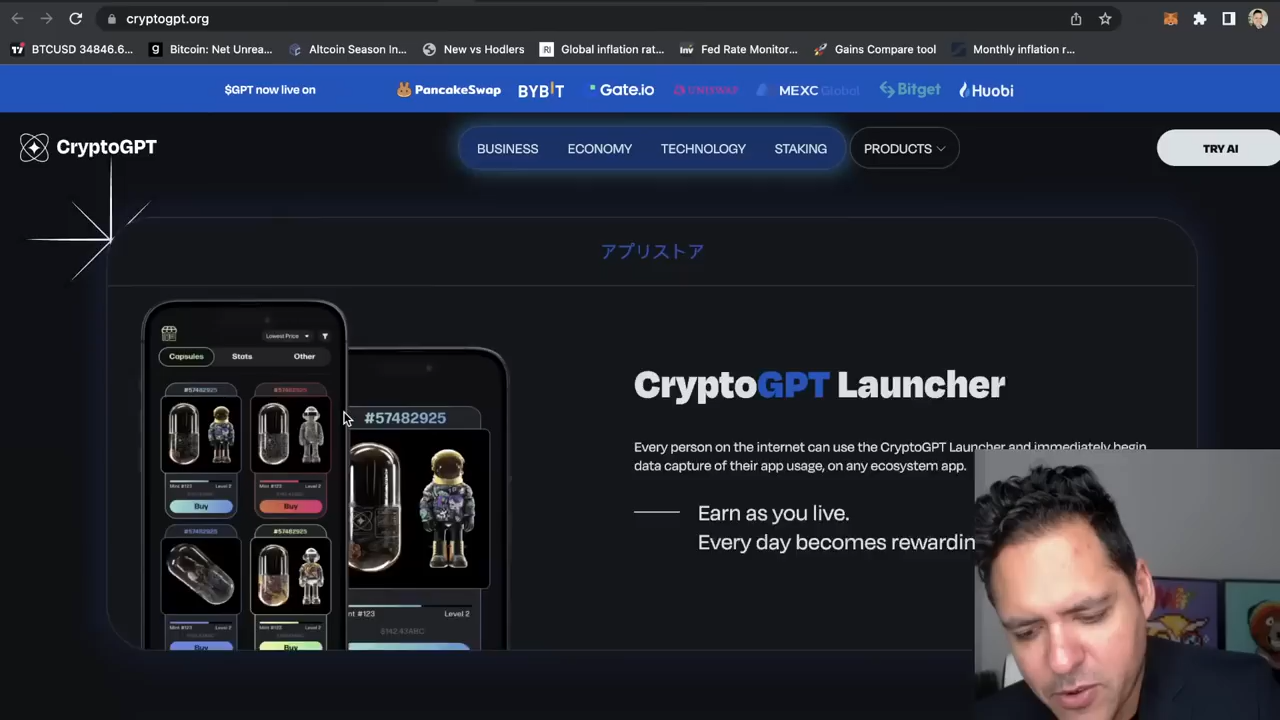 cryptogpt.org
BTCUSD 34846.6...
Bitcoin: Net Unrea...
Altcoin Season In...
New vs Hodlers
Global inflation rat...
Fed Rate Monitor...
Gains Compare tool
Monthly inflation r...
$GPT now live on
PancakeSwap
BYBIT
Gate.io
UNISWAP
MEXC Global
Bitget
Huobi
CryptoGPT
BUSINESS
ECONOMY
TECHNOLOGY
STAKING
PRODUCTS
TRY AI
アプリストア
Lowest Price
Capsules
Stats
Other
#57482925
#57482925
Mint #123
Level 2
Mint #123
Level 2
Buy
Buy
#57482925
#57482925
Mint #123
Level 2
Mint #123
Level 2
Buy
Buy
#57482925
nt #123
Level 2
CryptoGPT Launcher
Every person on the internet can use the CryptoGPT Launcher and immediately begin
data capture of their app usage, on any ecosystem app.
Earn as you live.
Every day becomes rewardin